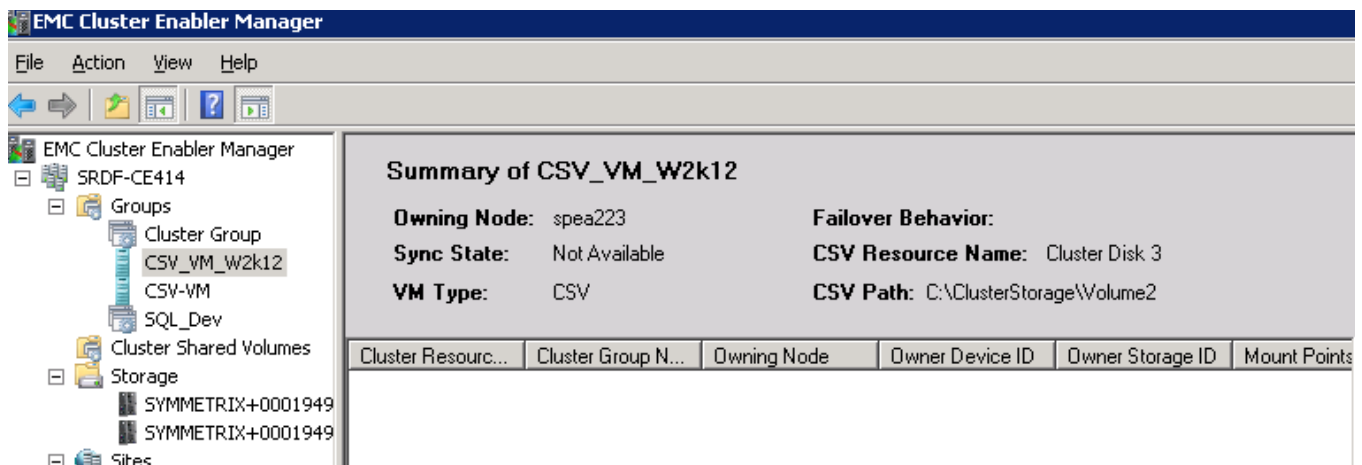 EMC Cluster Enabler Manager
File Action View Help
EMC Cluster Enabler Manager
SRDF-CE414
Groups
Cluster Group
CSV_VM_W2k12
CSV-VM
SQL_Dev
Cluster Shared Volumes
Storage
SYMMETRIX+0001949
SYMMETRIX+0001949
Sites
Summary of CSV_VM_W2k12
Owning Node: spea223 Failover Behavior:
Sync State: Not Available CSV Resource Name: Cluster Disk 3
VM Type: CSV CSV Path: C:\ClusterStorage\Volume2
Cluster Resourc... Cluster Group N... Owning Node Owner Device ID Owner Storage ID Mount Points